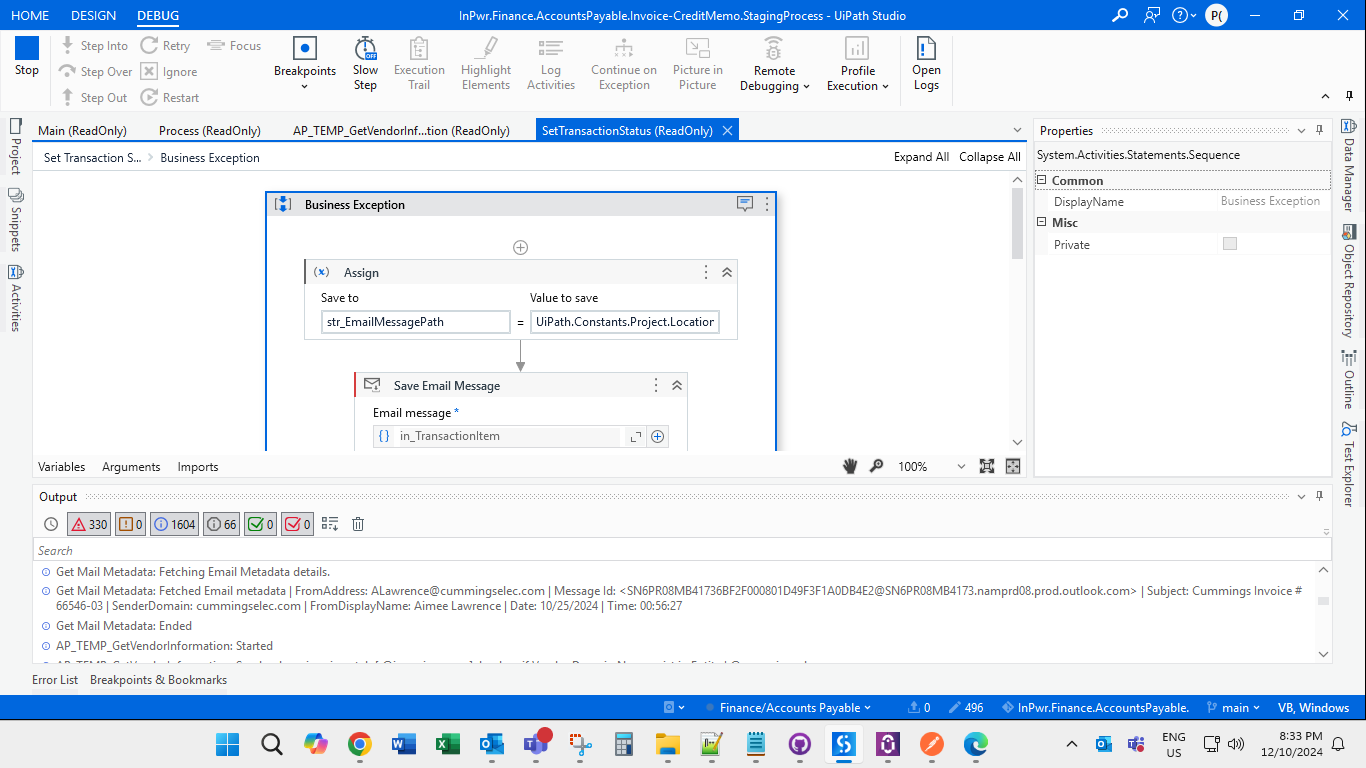 HOME DESIGN DEBUG InPwr.Finance.AccountsPayable.Invoice-CreditMemo.StagingProcess - UiPath Studio P(
Stop
Step Into Retry Focus
Step Over Ignore
Step Out Restart
Breakpoints
Slow Step
OFF
Execution Trail
Highlight Elements
Log Activities
Continue on Exception
Picture in Picture
Remote Debugging
Profile Execution
Open Logs
Main (ReadOnly) Process (ReadOnly) AP_TEMP_GetVendorInf...tion (ReadOnly) SetTransactionStatus (ReadOnly)
Set Transaction S... > Business Exception Expand All Collapse All
Project
Snippets
Activities
Business Exception
(x) Assign
Save to Value to save
str_EmailMessagePath = UiPath.Constants.Project.Location
Save Email Message
Email message *
{} in_TransactionItem
Variables Arguments Imports 100%
Properties
System.Activities.Statements.Sequence
Common
DisplayName Business Exception
Misc
Private
Data Manager
Object Repository
Outline
Test Explorer
Output
330 0 1604 66 0 0
Search
Get Mail Metadata: Fetching Email Metadata details.
Get Mail Metadata: Fetched Email metadata | FromAddress: ALawrence@cummingselec.com | Message Id: <SN6PR08MB41736BF2F000801D49F3F1A0DB4E2@SN6PR08MB4173.namprd08.prod.outlook.com> | Subject: Cummings Invoice #
66546-03 | SenderDomain: cummingselec.com | FromDisplayName: Aimee Lawrence | Date: 10/25/2024 | Time: 00:56:27
Get Mail Metadata: Ended
AP_TEMP_GetVendorInformation: Started
Error List Breakpoints & Bookmarks
Finance/Accounts Payable 0 496 InPwr.Finance.AccountsPayable. main VB, Windows
ENG
US
8:33 PM
12/10/2024